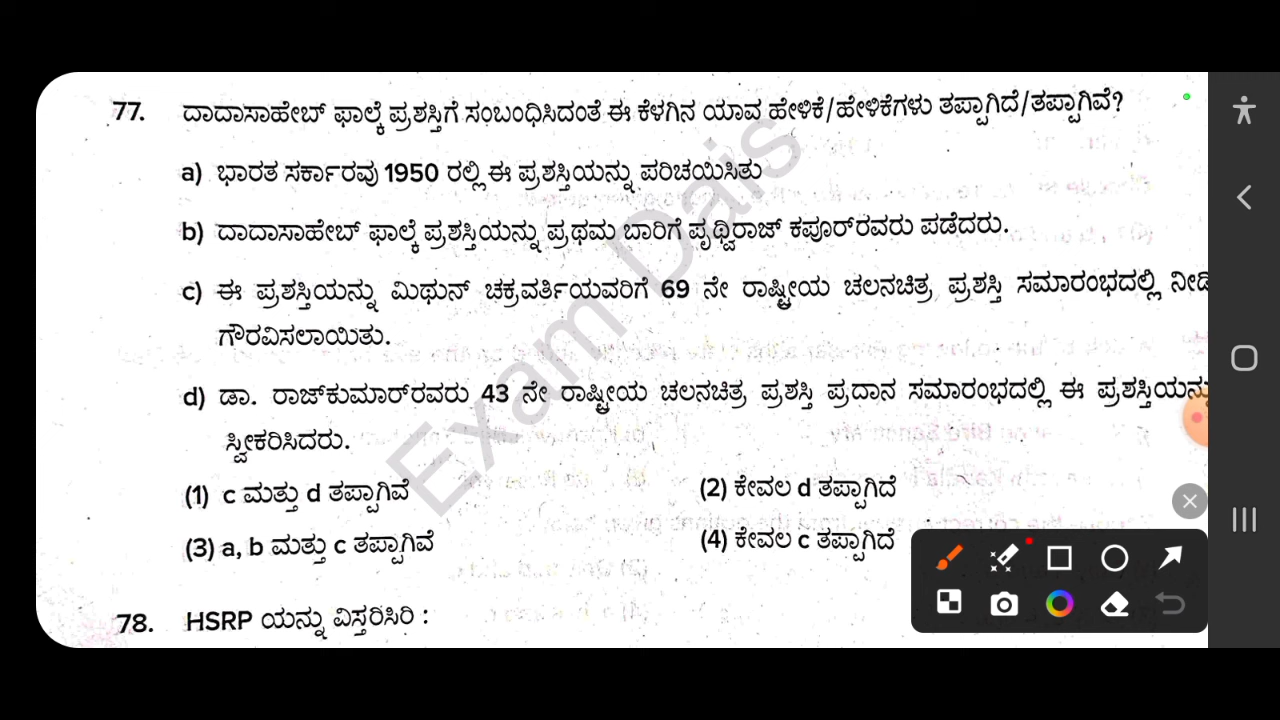 77. ದಾದಾಸಾಹೇಬ್ ಫಾಲ್ಕೆ ಪ್ರಶಸ್ತಿಗೆ ಸಂಬಂಧಿಸಿದಂತೆ ಈ ಕೆಳಗಿನ ಯಾವ ಹೇಳಿಕೆ/ಹೇಳಿಕೆಗಳು ತಪ್ಪಾಗಿದೆ/ತಪ್ಪಾಗಿವೆ?
a) ಭಾರತ ಸರ್ಕಾರವು 1950 ರಲ್ಲಿ ಈ ಪ್ರಶಸ್ತಿಯನ್ನು ಪರಿಚಯಿಸಿತು
b) ದಾದಾಸಾಹೇಬ್ ಫಾಲ್ಕೆ ಪ್ರಶಸ್ತಿಯನ್ನು ಪ್ರಥಮ ಬಾರಿಗೆ ಪೃಥ್ವಿರಾಜ್ ಕಪೂರ್‌ರವರು ಪಡೆದರು.
c) ಈ ಪ್ರಶಸ್ತಿಯನ್ನು ಮಿಥುನ್ ಚಕ್ರವರ್ತಿಯವರಿಗೆ 69 ನೇ ರಾಷ್ಟ್ರೀಯ ಚಲನಚಿತ್ರ ಪ್ರಶಸ್ತಿ ಸಮಾರಂಭದಲ್ಲಿ ನೀಡಿ
ಗೌರವಿಸಲಾಯಿತು.
d) ಡಾ. ರಾಜ್‌ಕುಮಾರ್‌ರವರು 43 ನೇ ರಾಷ್ಟ್ರೀಯ ಚಲನಚಿತ್ರ ಪ್ರಶಸ್ತಿ ಪ್ರದಾನ ಸಮಾರಂಭದಲ್ಲಿ ಈ ಪ್ರಶಸ್ತಿಯನ್ನು
ಸ್ವೀಕರಿಸಿದರು.
(1) c ಮತ್ತು d ತಪ್ಪಾಗಿವೆ (2) ಕೇವಲ d ತಪ್ಪಾಗಿದೆ
(3) a, b ಮತ್ತು c ತಪ್ಪಾಗಿವೆ (4) ಕೇವಲ c ತಪ್ಪಾಗಿದೆ
78. HSRP ಯನ್ನು ವಿಸ್ತರಿಸಿರಿ :
Exam Dais